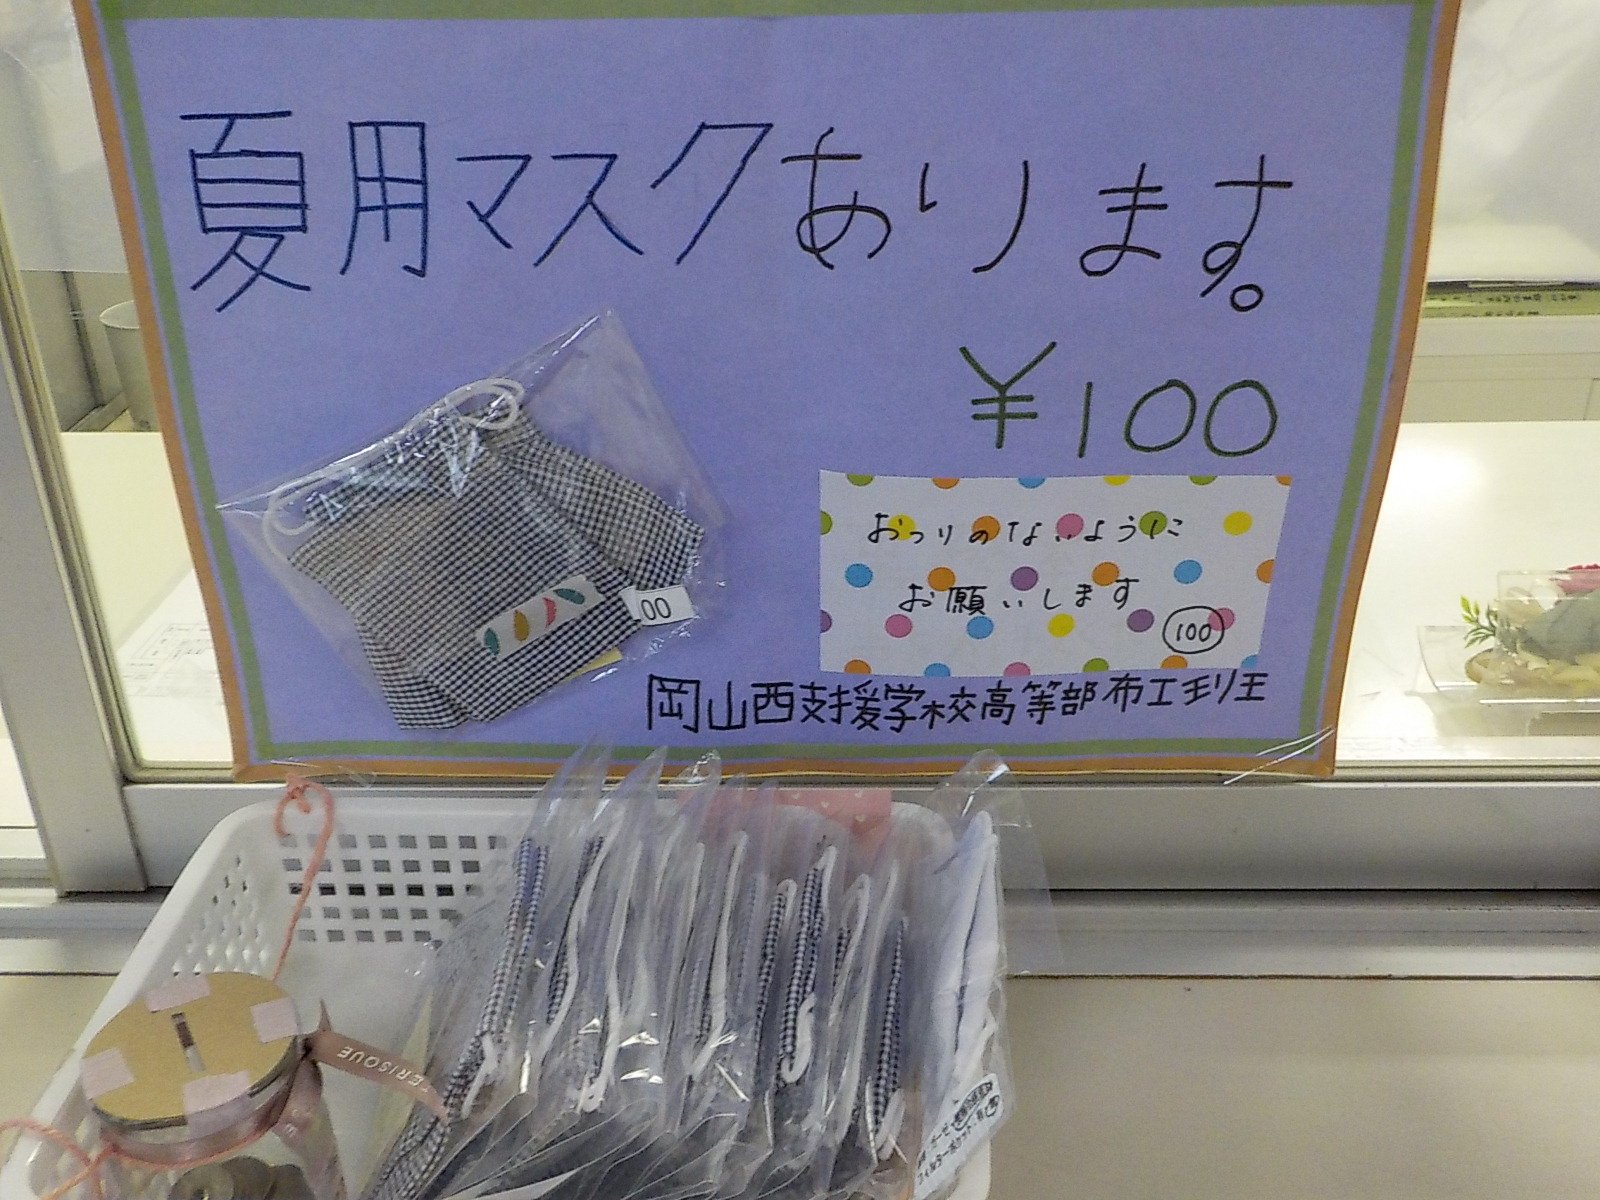 夏用マスクあります。
¥100
おつりのないように
お願いします
100
00
岡山西支援学校高等部布工班
ERISQUE